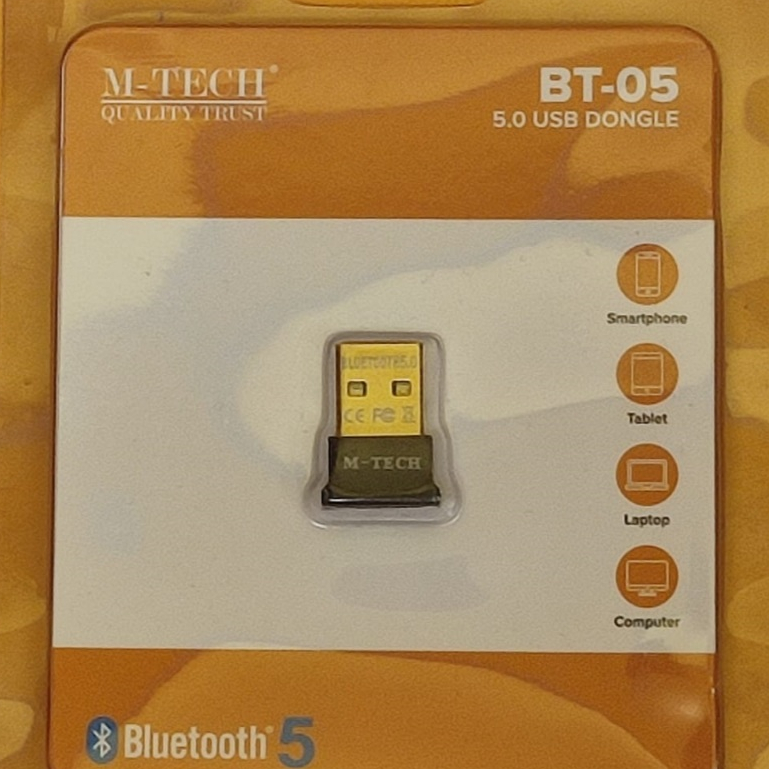 M-TECH®
QUALITY TRUST
BT-05
5.0 USB DONGLE
Smartphone
Tablet
Laptop
Computer
BLUETOOTH5.0
CE FC
M-TECH
Bluetooth® 5